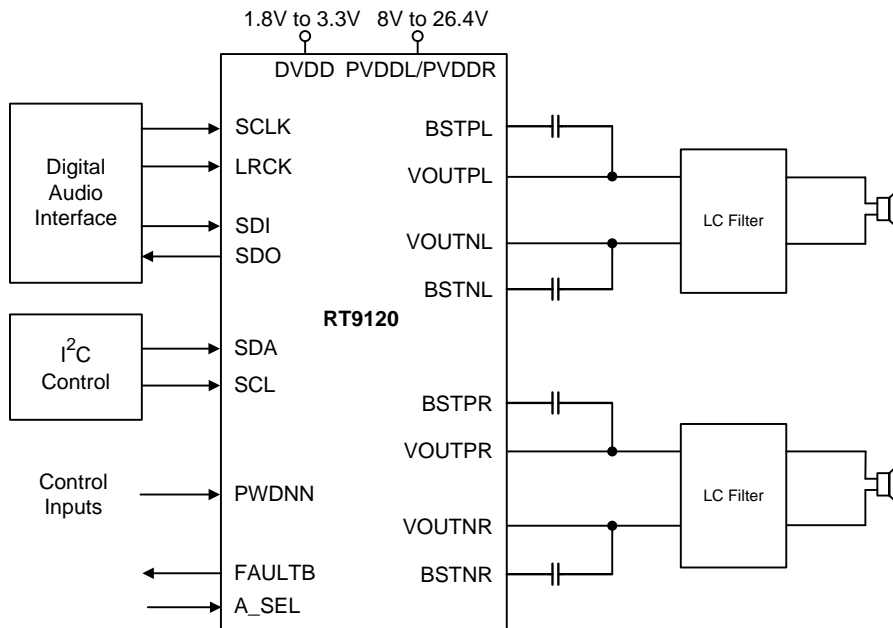 1.8V to 3.3V 8V to 26.4V
DVDD PVDDL/PVDDR
Digital
Audio
Interface
SCLK
LRCK
SDI
SDO
I²C
Control
SDA
SCL
Control
Inputs
PWDNN
FAULTB
A_SEL
RT9120
BSTPL
VOUTPL
VOUTNL
BSTNL
LC Filter
BSTPR
VOUTPR
VOUTNR
BSTNR
LC Filter